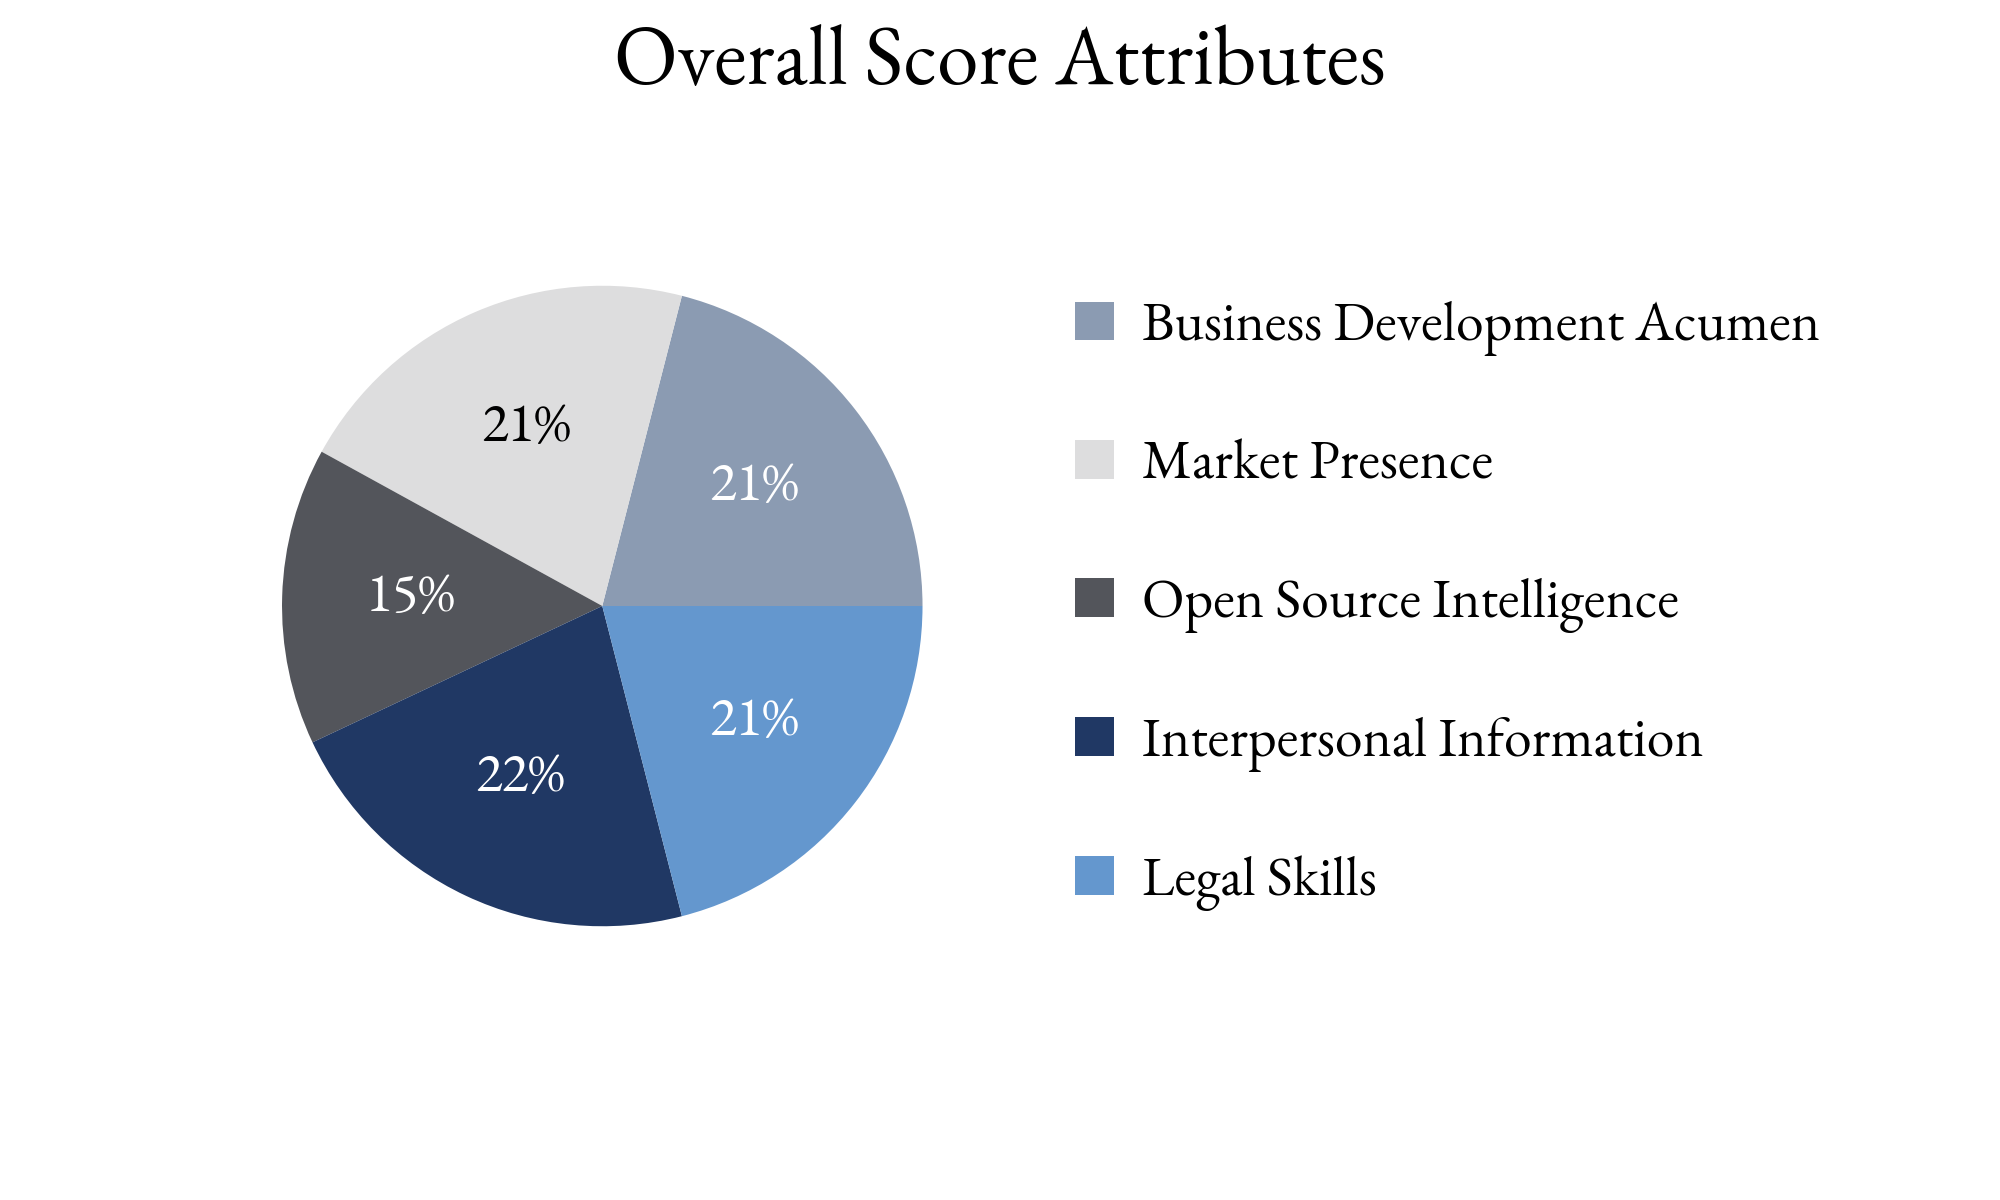 Overall Score Attributes
21%
21%
15%
22%
21%
Business Development Acumen
Market Presence
Open Source Intelligence
Interpersonal Information
Legal Skills